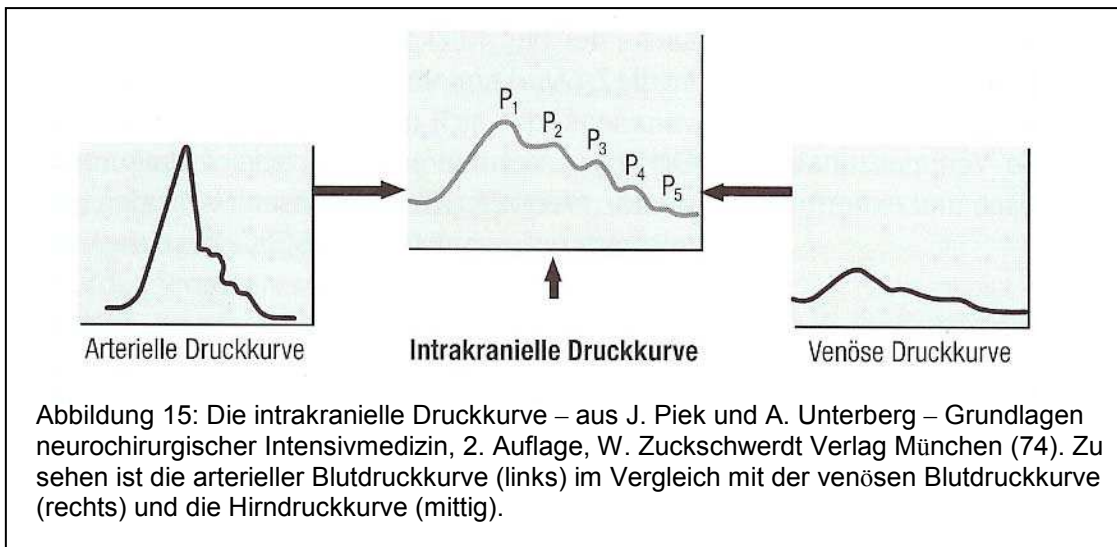 P1
P2
P3
P4
P5
Arterielle Druckkurve
Intrakranielle Druckkurve
Venöse Druckkurve
Abbildung 15: Die intrakranielle Druckkurve – aus J. Piek und A. Unterberg – Grundlagen
neurochirurgischer Intensivmedizin, 2. Auflage, W. Zuckschwerdt Verlag München (74). Zu
sehen ist die arterieller Blutdruckkurve (links) im Vergleich mit der venösen Blutdruckkurve
(rechts) und die Hirndruckkurve (mittig).